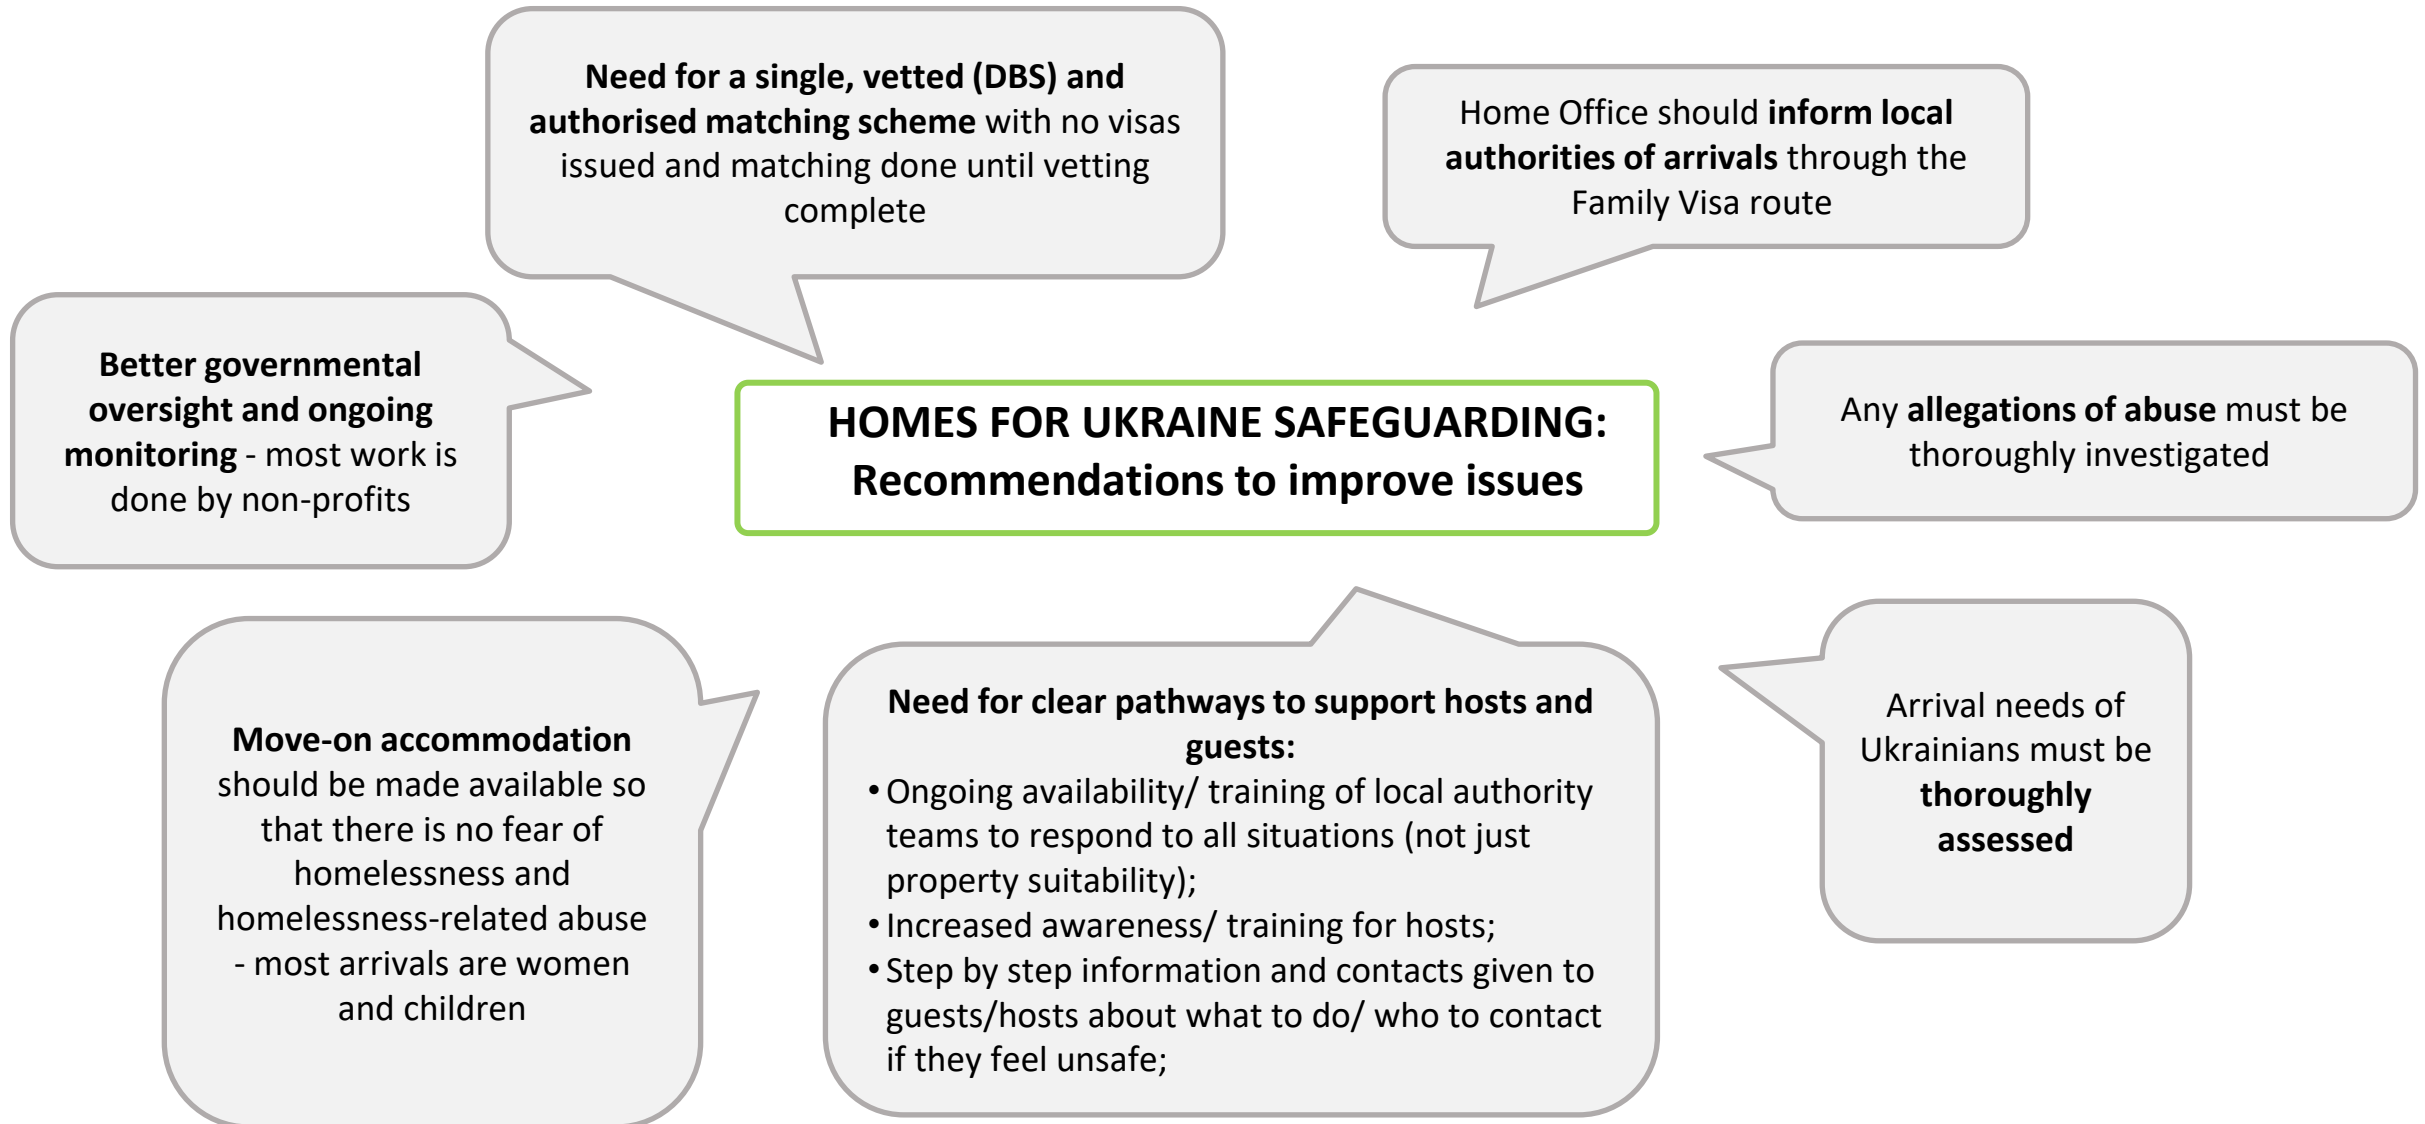 Need for a single, vetted (DBS) and
authorised matching scheme with no visas
issued and matching done until vetting
complete
Home Office should inform local
authorities of arrivals through the
Family Visa route
Better governmental
oversight and ongoing
monitoring - most work is
done by non-profits
HOMES FOR UKRAINE SAFEGUARDING:
Recommendations to improve issues
Any allegations of abuse must be
thoroughly investigated
Move-on accommodation
should be made available so
that there is no fear of
homelessness and
homelessness-related abuse
- most arrivals are women
and children
Need for clear pathways to support hosts and
guests:
• Ongoing availability/ training of local authority
teams to respond to all situations (not just
property suitability);
• Increased awareness/ training for hosts;
• Step by step information and contacts given to
guests/hosts about what to do/ who to contact
if they feel unsafe;
Arrival needs of
Ukrainians must be
thoroughly
assessed